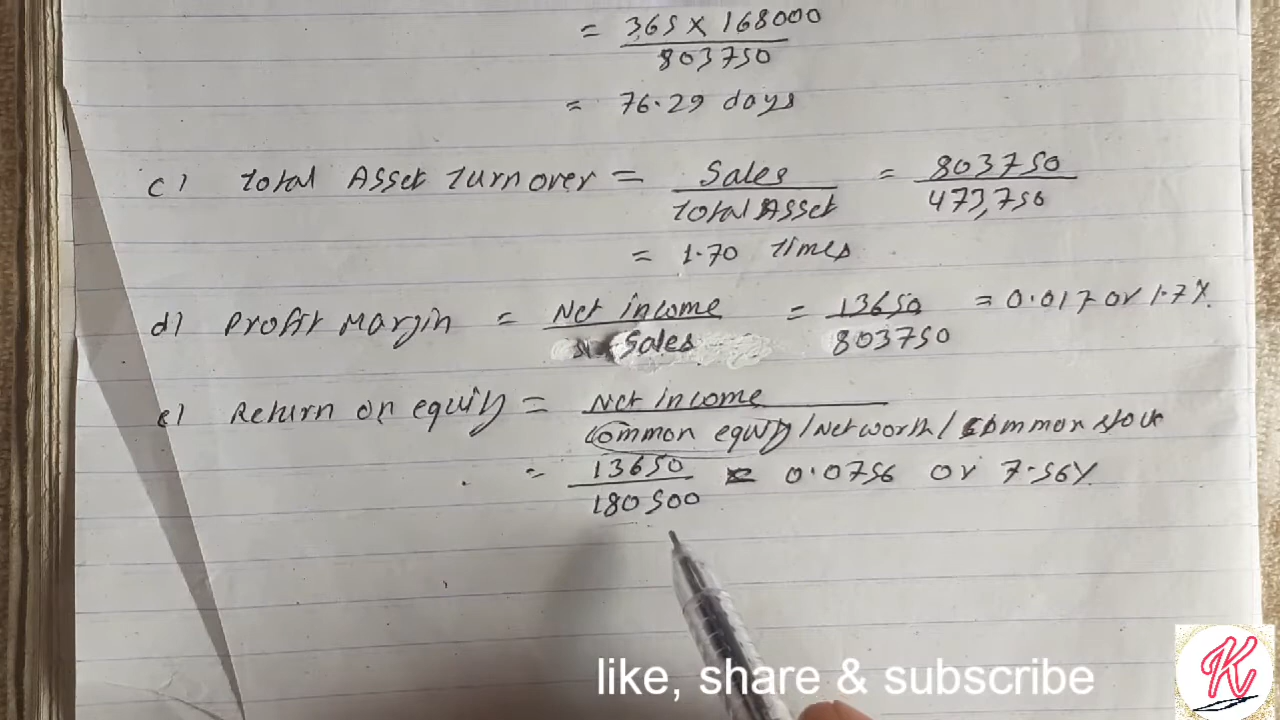 = 365 × 168000 / 803750
= 76.29 days
c) Total Asset Turnover = Sales / Total Asset = 803750 / 473,750
= 1.70 Times
d) Profit Margin = Net income / Sales = 13650 / 803750 = 0.017 or 1.7%.
e) Return on equity = Net income / Common equity/Net worth/Common stock
= 13650 / 180500 = 0.0756 or 7.56%
like, share & subscribe
K